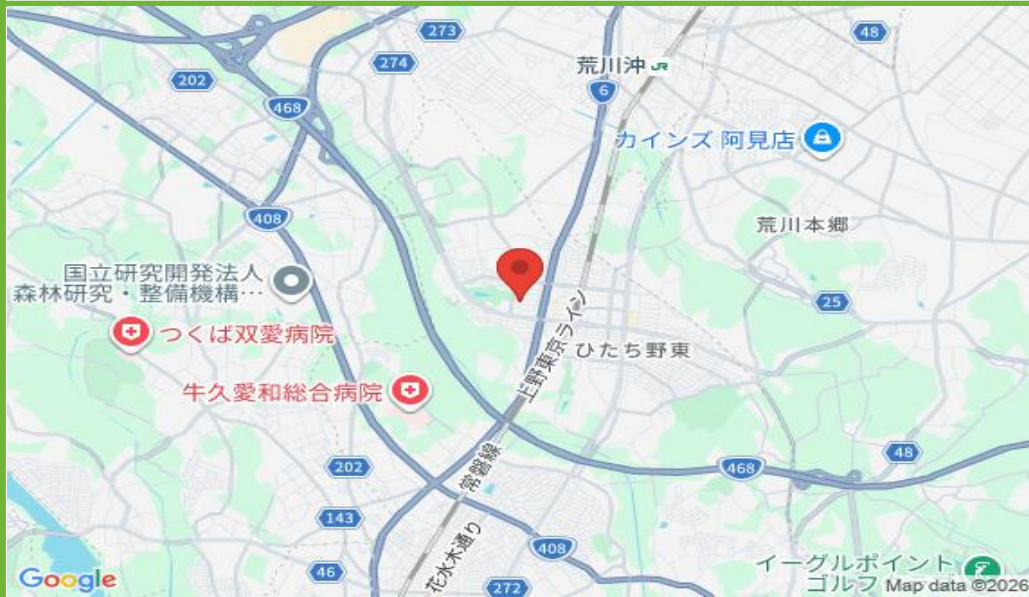 273
48
274
荒川沖 JR
202
6
468
カインズ 阿見店
408
荒川本郷
国立研究開発法人
森林研究・整備機構…
25
つくば双愛病院
上野東京ライン
ひたち野東
牛久愛和総合病院
常磐線
202
468
48
143
花水木通り
408
46
272
イーグルポイント
ゴルフ
Google
Map data ©2026